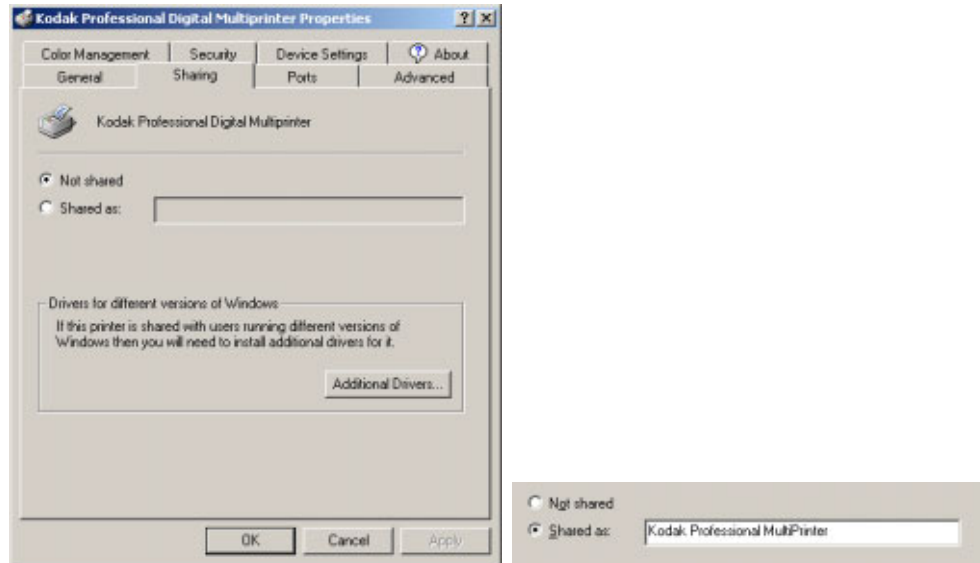 Kodak Professional Digital Multiprinter Properties
Color Management Security Device Settings About
General Sharing Ports Advanced
Kodak Professional Digital Multiprinter
Not shared
Shared as:
Drivers for different versions of Windows
If this printer is shared with users running different versions of
Windows then you will need to install additional drivers for it.
Additional Drivers...
OK Cancel Apply
Not shared
Shared as: Kodak Professional MultiPrinter